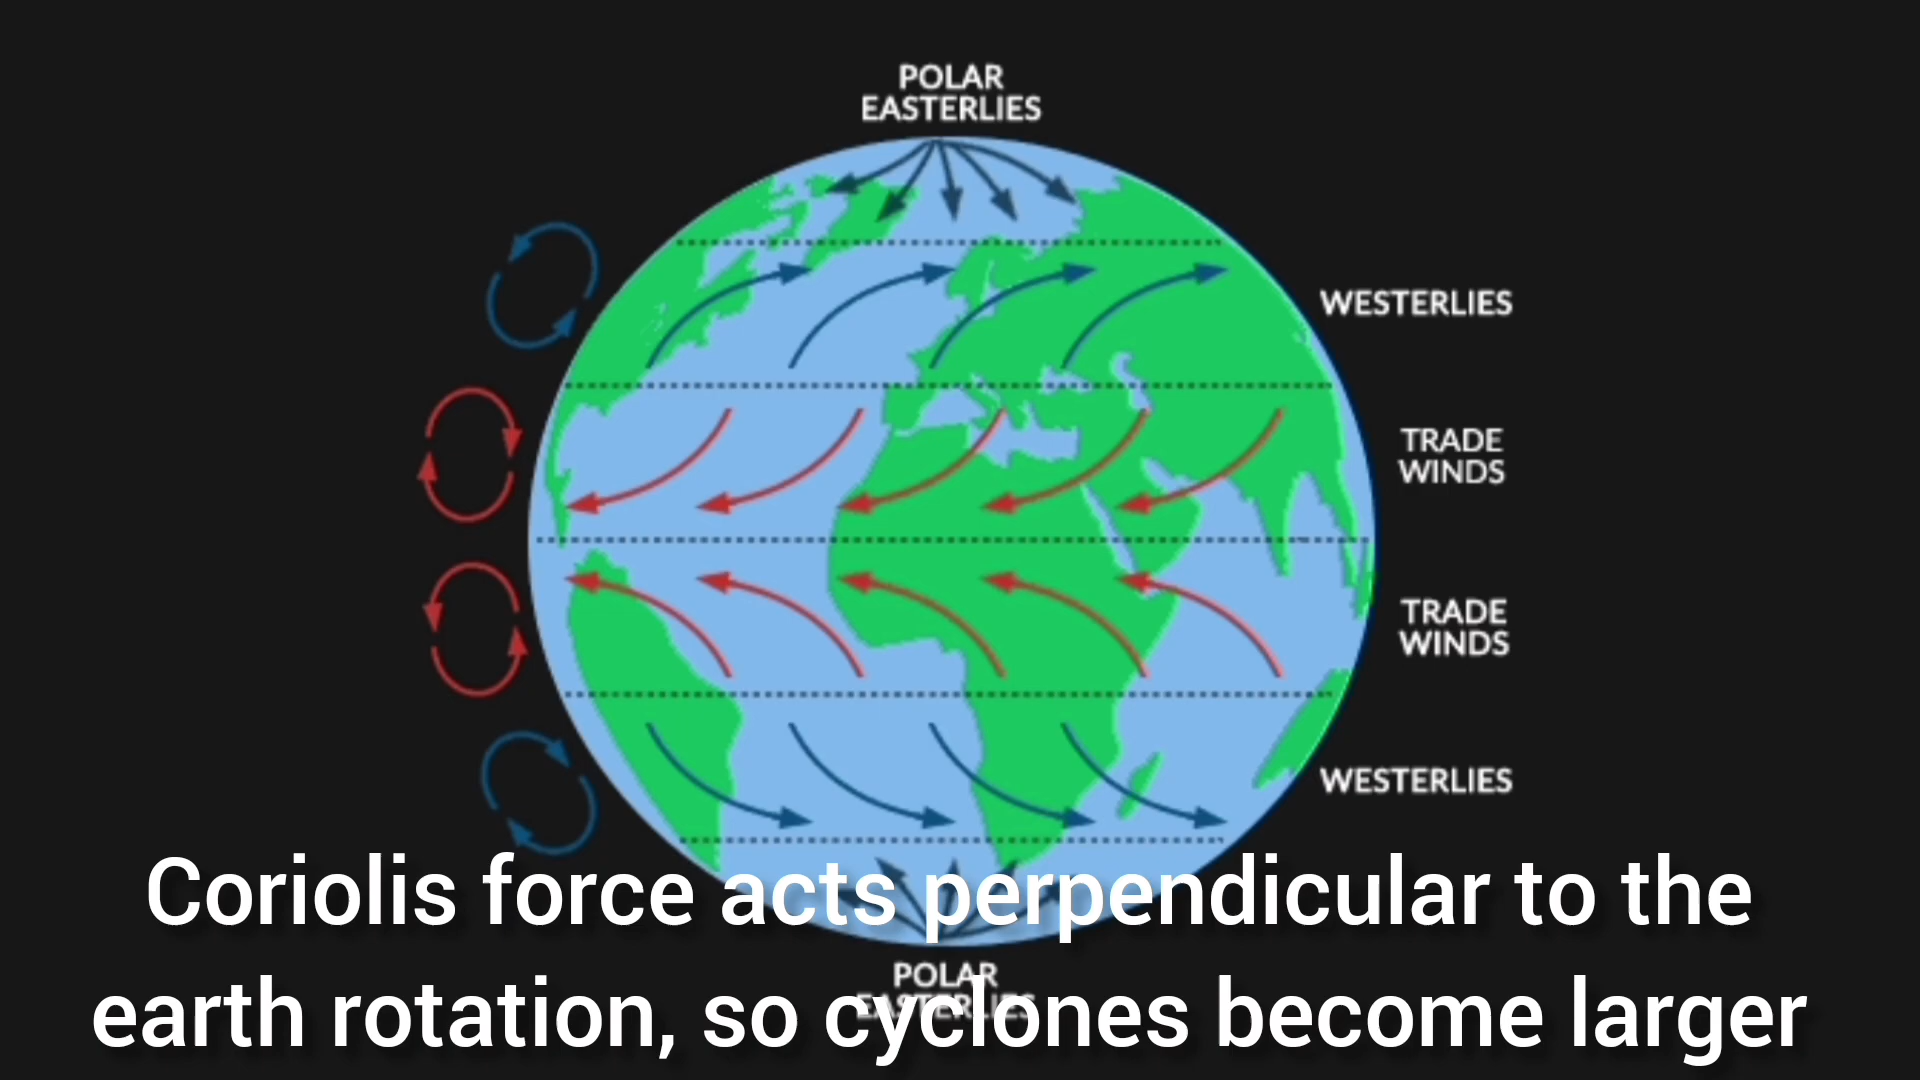 POLAR
EASTERLIES
WESTERLIES
TRADE
WINDS
TRADE
WINDS
WESTERLIES
Coriolis force acts perpendicular to the
POLAR
EASTERLIES
earth rotation, so cyclones become larger